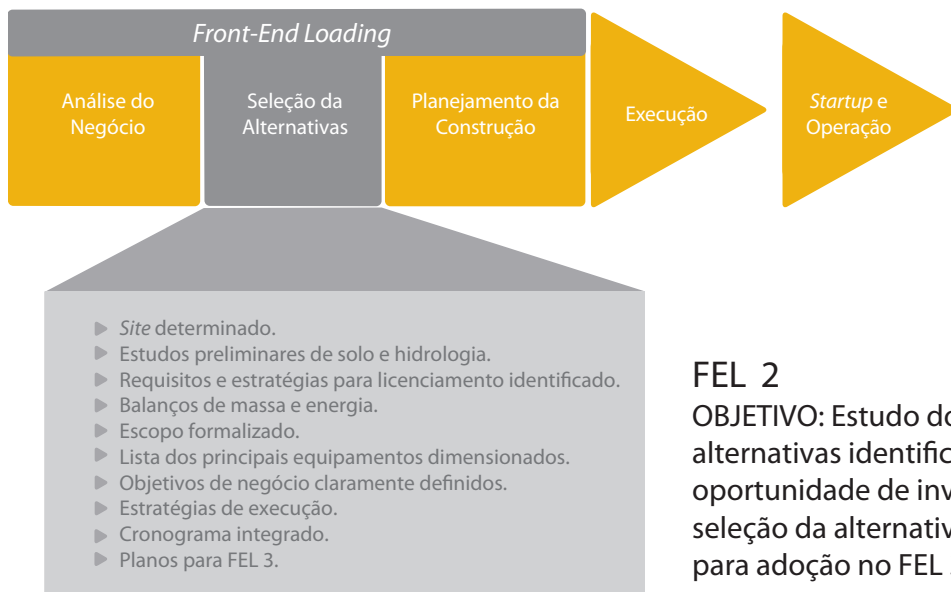 Front-End Loading
Análise do
Negócio
Seleção da
Alternativas
Planejamento da
Construção
Execução
Startup e
Operação
Site determinado.
Estudos preliminares de solo e hidrologia.
Requisitos e estratégias para licenciamento identificado.
Balanços de massa e energia.
Escopo formalizado.
Lista dos principais equipamentos dimensionados.
Objetivos de negócio claramente definidos.
Estratégias de execução.
Cronograma integrado.
Planos para FEL 3.
FEL 2
OBJETIVO: Estudo
alternativas
oportunidade de
seleção da
para adoção no FEL